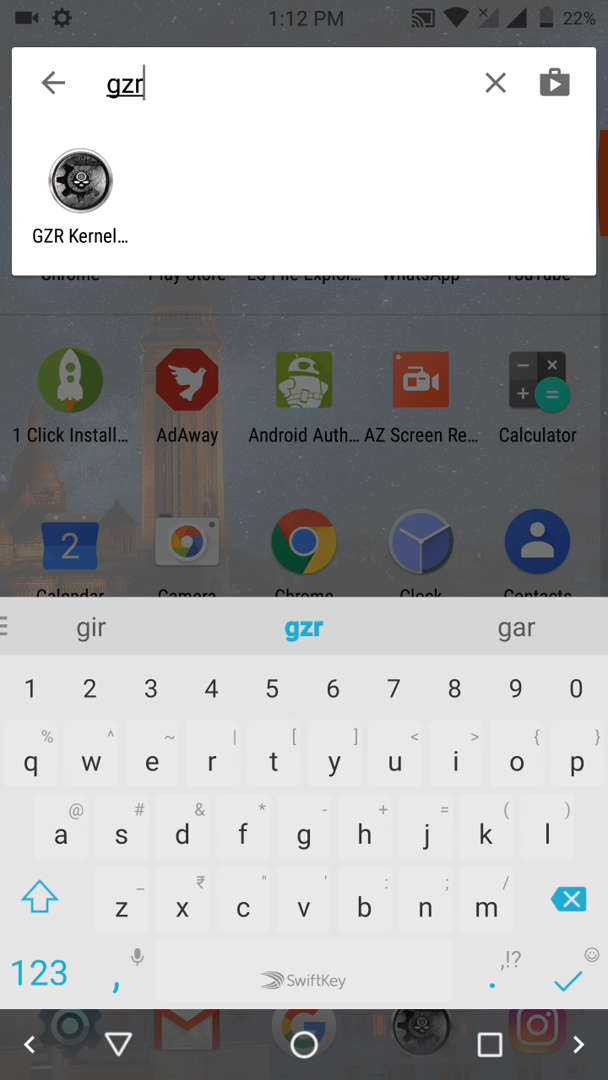 1:12 PM 22%
gzr
GZR Kernel...
Chrome Play Store ES File Explor... WhatsApp YouTube
1 Click Install... AdAway Android Auth... AZ Screen Re... Calculator
2
Calendar Camera Chrome Clock Contacts
gir gzr gar
1 2 3 4 5 6 7 8 9 0
% ^ ~ | [ ] < > { }
q w e r t y u i o p
@ # & * - + = ( )
a s d f g h j k l
_ ₹ " ' : ; /
z x c v b n m
,!?
123 , SwiftKey .